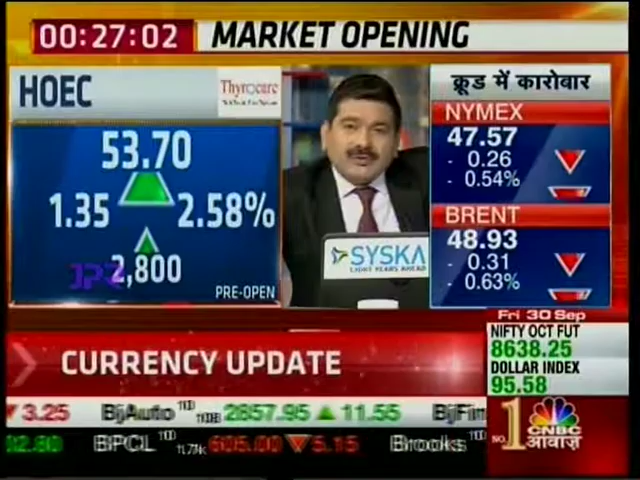 00:27:02
MARKET OPENING
HOEC
Thyrocare
53.70
1.35
2.58%
2,800
PRE-OPEN
SYSKA
LIGHT YEARS AHEAD
क्रूड में कारोबार
NYMEX
47.57
- 0.26
- 0.54%
BRENT
48.93
- 0.31
- 0.63%
Fri 30 Sep
CURRENCY UPDATE
NIFTY OCT FUT
8638.25
DOLLAR INDEX
95.58
3.25 BjAuto 2857.95 11.55 BjFin
BPCL 605.00 5.15 Brooks
NO. 1 CNBC
आवाज़